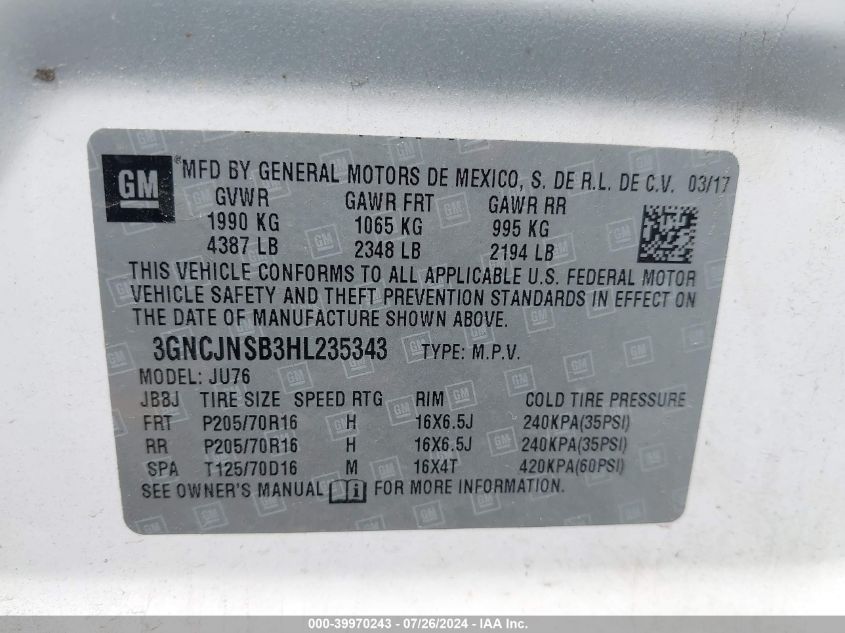 GM
® MFD BY GENERAL MOTORS DE MEXICO, S. DE R.L. DE C.V. 03/17
GVWR GAWR FRT GAWR RR
1990 KG 1065 KG 995 KG
4387 LB 2348 LB 2194 LB
THIS VEHICLE CONFORMS TO ALL APPLICABLE U.S. FEDERAL MOTOR
VEHICLE SAFETY AND THEFT PREVENTION STANDARDS IN EFFECT ON
THE DATE OF MANUFACTURE SHOWN ABOVE.
3GNCJNSB3HL235343 TYPE: M.P.V.
MODEL: JU76
JB8J TIRE SIZE SPEED RTG RIM COLD TIRE PRESSURE
FRT P205/70R16 H 16X6.5J 240KPA(35PSI)
RR P205/70R16 H 16X6.5J 240KPA(35PSI)
SPA T125/70D16 M 16X4T 420KPA(60PSI)
SEE OWNER'S MANUAL FOR MORE INFORMATION.
000-39970243 - 07/26/2024 - IAA Inc.